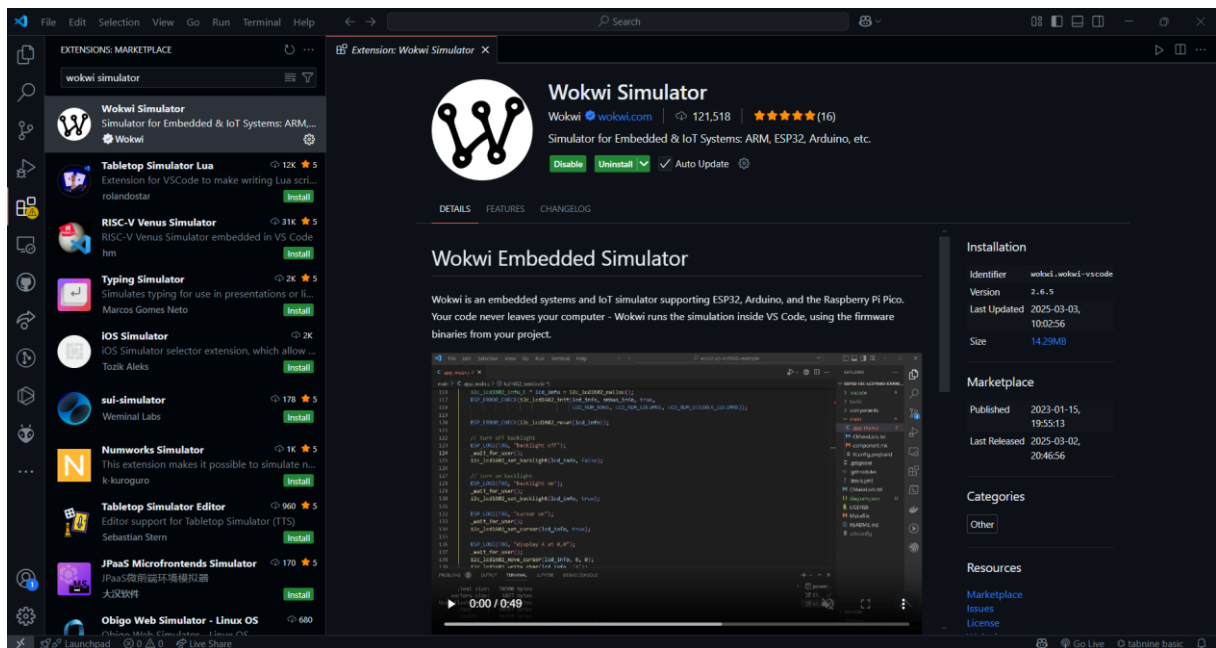 File Edit Selection View Go Run Terminal Help
Search
EXTENSIONS: MARKETPLACE
wokwi simulator
Wokwi Simulator
Simulator for Embedded & IoT Systems: ARM,...
Wokwi
Tabletop Simulator Lua 12K 5
Extension for VSCode to make writing Lua scri...
rolandostar Install
RISC-V Venus Simulator 31K 5
RISC-V Venus Simulator embedded in VS Code
hm Install
Typing Simulator 2K 5
Simulates typing for use in presentations or li...
Marcos Gomes Neto Install
iOS Simulator 2K
iOS Simulator selector extension, which allow ...
Tozik Aleks Install
sui-simulator 178 5
Weminal Labs Install
Numworks Simulator 1K 5
This extension makes it possible to simulate n...
k-kuroguro Install
Tabletop Simulator Editor 960 5
Editor support for Tabletop Simulator (TTS)
Sebastian Stern Install
JPaaS Microfrontends Simulator 170 5
JPaaS微前端环境模拟器
大汉软件 Install
Obigo Web Simulator - Linux OS 680
Obigo Web Simulator - Linux OS
Extension: Wokwi Simulator
Wokwi Simulator
Wokwi wokwi.com 121,518 (16)
Simulator for Embedded & IoT Systems: ARM, ESP32, Arduino, etc.
Disable Uninstall Auto Update
DETAILS FEATURES CHANGELOG
Wokwi Embedded Simulator
Wokwi is an embedded systems and IoT simulator supporting ESP32, Arduino, and the Raspberry Pi Pico.
Your code never leaves your computer - Wokwi runs the simulation inside VS Code, using the firmware
binaries from your project.
0:00 / 0:49
Installation
Identifier wokwi.wokwi-vscode
Version 2.6.5
Last Updated 2025-03-03,
10:02:56
Size 14.29MB
Marketplace
Published 2023-01-15,
19:55:13
Last Released 2025-03-02,
20:46:56
Categories
Other
Resources
Marketplace
Issues
License
1
Launchpad 0 0 Live Share
Go Live tabnine basic